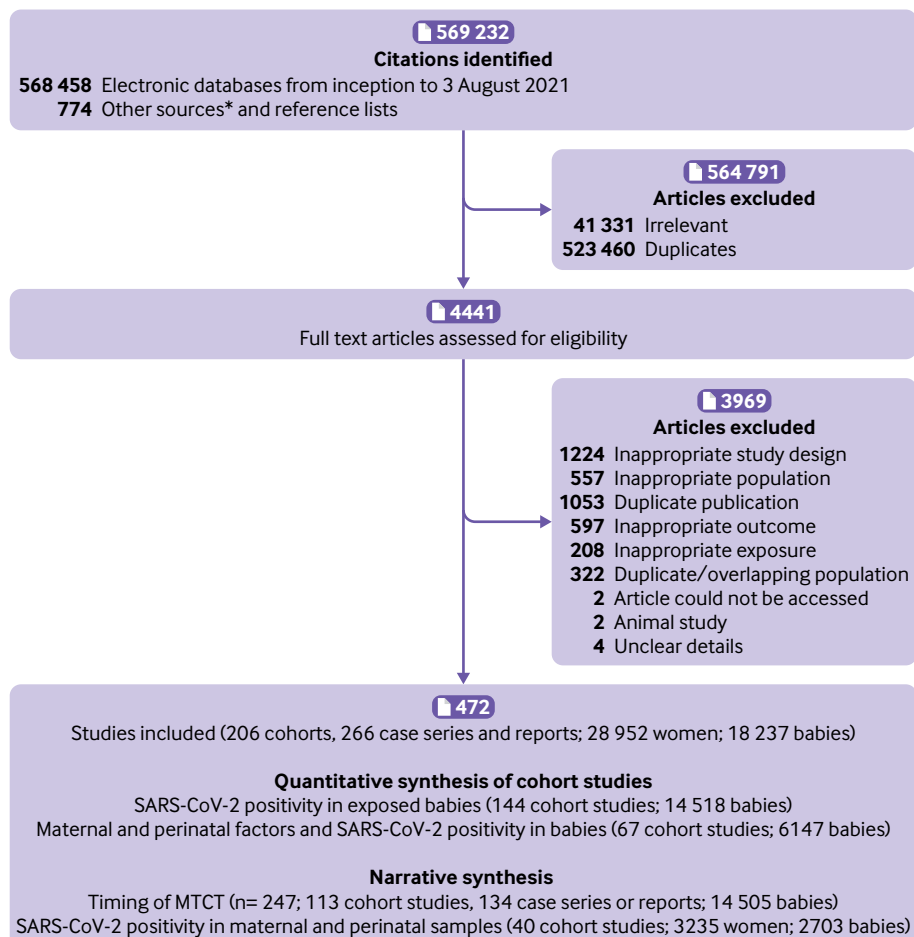 569 232
Citations identified
568 458 Electronic databases from inception to 3 August 2021
774 Other sources* and reference lists
564 791
Articles excluded
41 331 Irrelevant
523 460 Duplicates
4441
Full text articles assessed for eligibility
3969
Articles excluded
1224 Inappropriate study design
557 Inappropriate population
1053 Duplicate publication
597 Inappropriate outcome
208 Inappropriate exposure
322 Duplicate/overlapping population
2 Article could not be accessed
2 Animal study
4 Unclear details
472
Studies included (206 cohorts, 266 case series and reports; 28 952 women; 18 237 babies)
Quantitative synthesis of cohort studies
SARS-CoV-2 positivity in exposed babies (144 cohort studies; 14 518 babies)
Maternal and perinatal factors and SARS-CoV-2 positivity in babies (67 cohort studies; 6147 babies)
Narrative synthesis
Timing of MTCT (n= 247; 113 cohort studies, 134 case series or reports; 14 505 babies)
SARS-CoV-2 positivity in maternal and perinatal samples (40 cohort studies; 3235 women; 2703 babies)